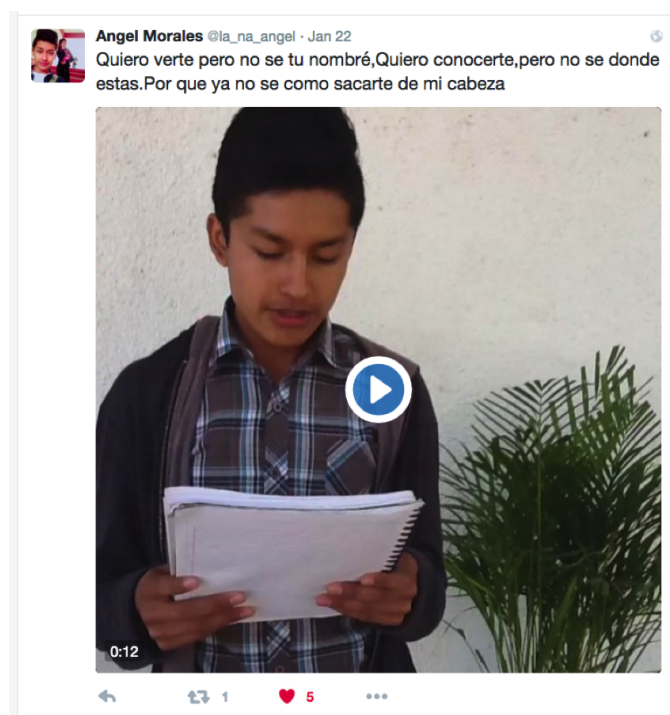 Angel Morales @la_na_angel · Jan 22
Quiero verte pero no se tu nombré,Quiero conocerte,pero no se donde
estas.Por que ya no se como sacarte de mi cabeza
0:12
1 5